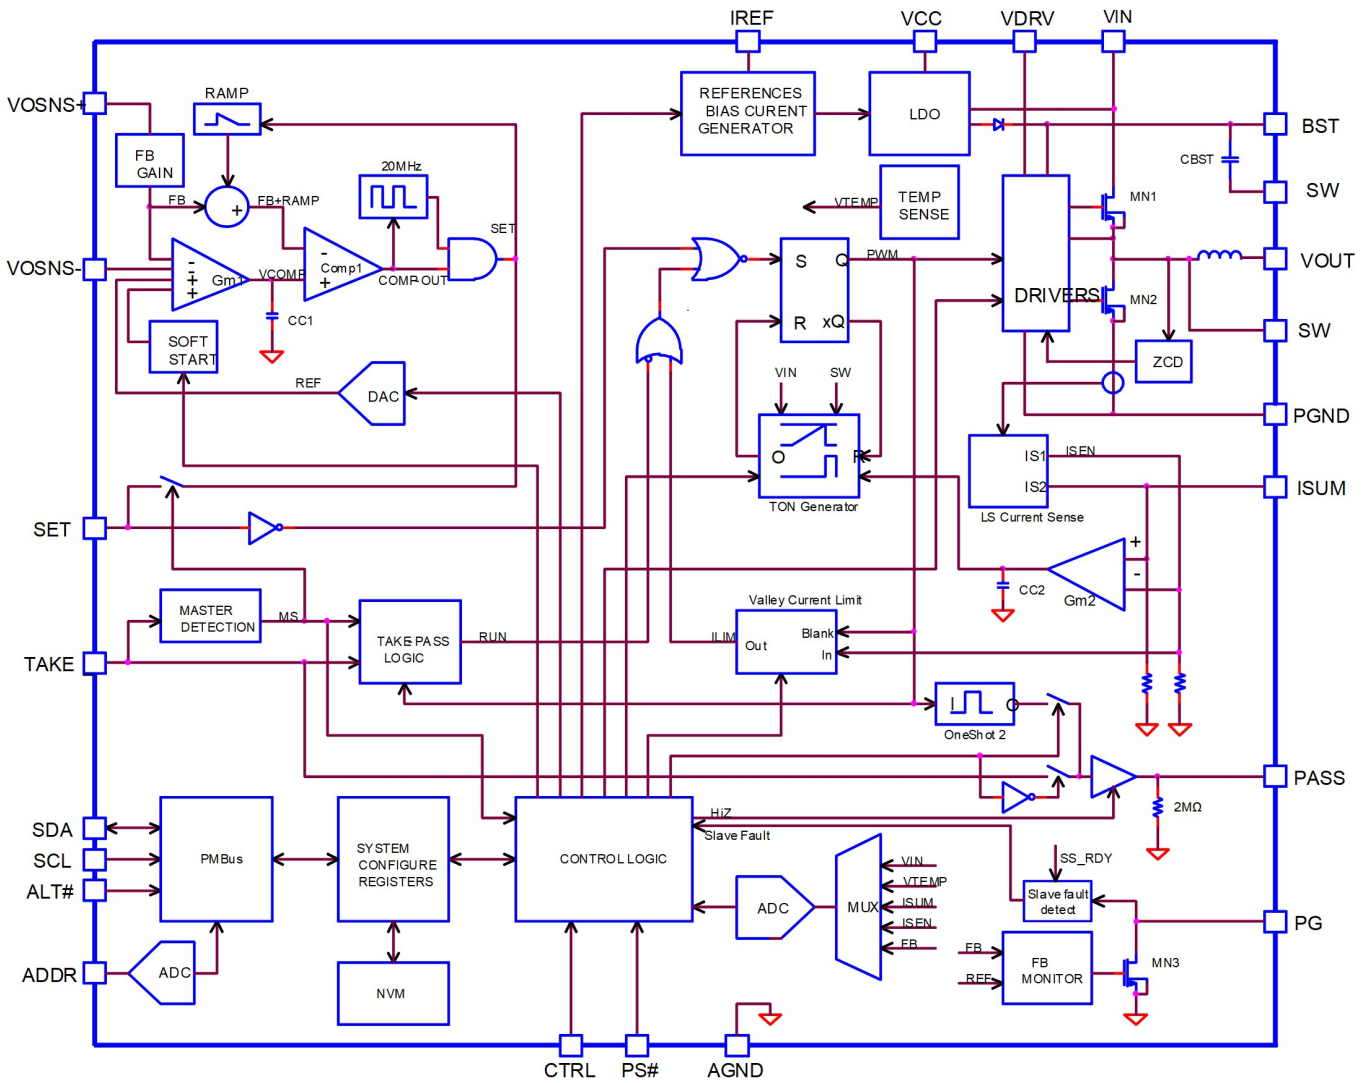 IREF
VCC
VDRV
VIN
VOSNS+
RAMP
REFERENCES
BIAS CURRENT
GENERATOR
LDO
BST
FB
GAIN
20MHz
CBST
TEMP
SENSE
VTEMP
SW
MN1
FB
+
FB+RAMP
SET
VOSNS-
-
-
+
+
Gm1
VCOMP
-
+
Comp1
COMP-OUT
S
Q
R
xQ
PWM
DRIVERS
MN2
VOUT
CC1
SOFT
START
SW
ZCD
REF
DAC
VIN
SW
PGND
O
R
TON Generator
IS1
IS2
ISEN
LS Current Sense
ISUM
SET
+
-
Gm2
CC2
MASTER
DETECTION
MS
TAKE-PASS
LOGIC
RUN
Valley Current Limit
ILIM
Out
Blank
In
TAKE
I
O
OneShot 2
PASS
2MΩ
SDA
SCL
ALT#
PMBus
SYSTEM
CONFIGURE
REGISTERS
CONTROL LOGIC
HiZ
Slave Fault
SS_RDY
VIN
VTEMP
ISUM
ISEN
FB
MUX
ADC
Slave fault
detect
PG
ADDR
ADC
NVM
FB
REF
FB
MONITOR
MN3
CTRL
PS#
AGND